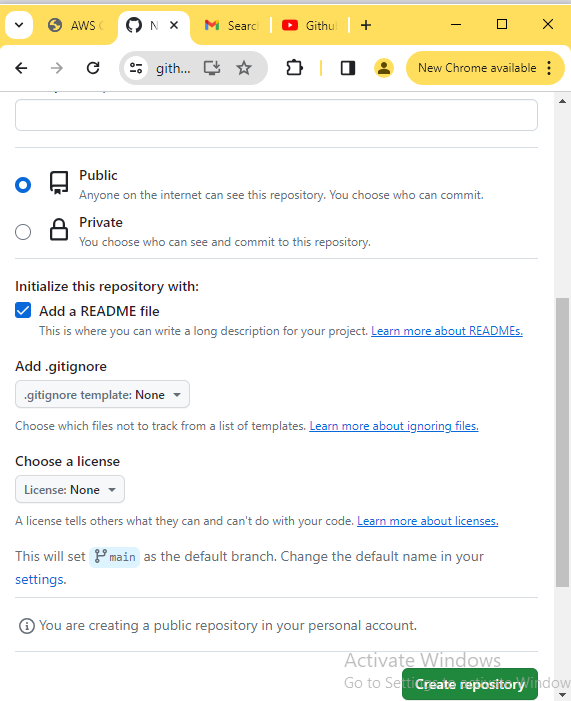 AWS C
N
Searc
Githu
gith...
New Chrome available
Public
Anyone on the internet can see this repository. You choose who can commit.
Private
You choose who can see and commit to this repository.
Initialize this repository with:
Add a README file
This is where you can write a long description for your project. Learn more about READMEs.
Add .gitignore
.gitignore template: None
Choose which files not to track from a list of templates. Learn more about ignoring files.
Choose a license
License: None
A license tells others what they can and can't do with your code. Learn more about licenses.
This will set main as the default branch. Change the default name in your
settings.
You are creating a public repository in your personal account.
Activate Windows
Go to Settings to activate Windows
Create repository